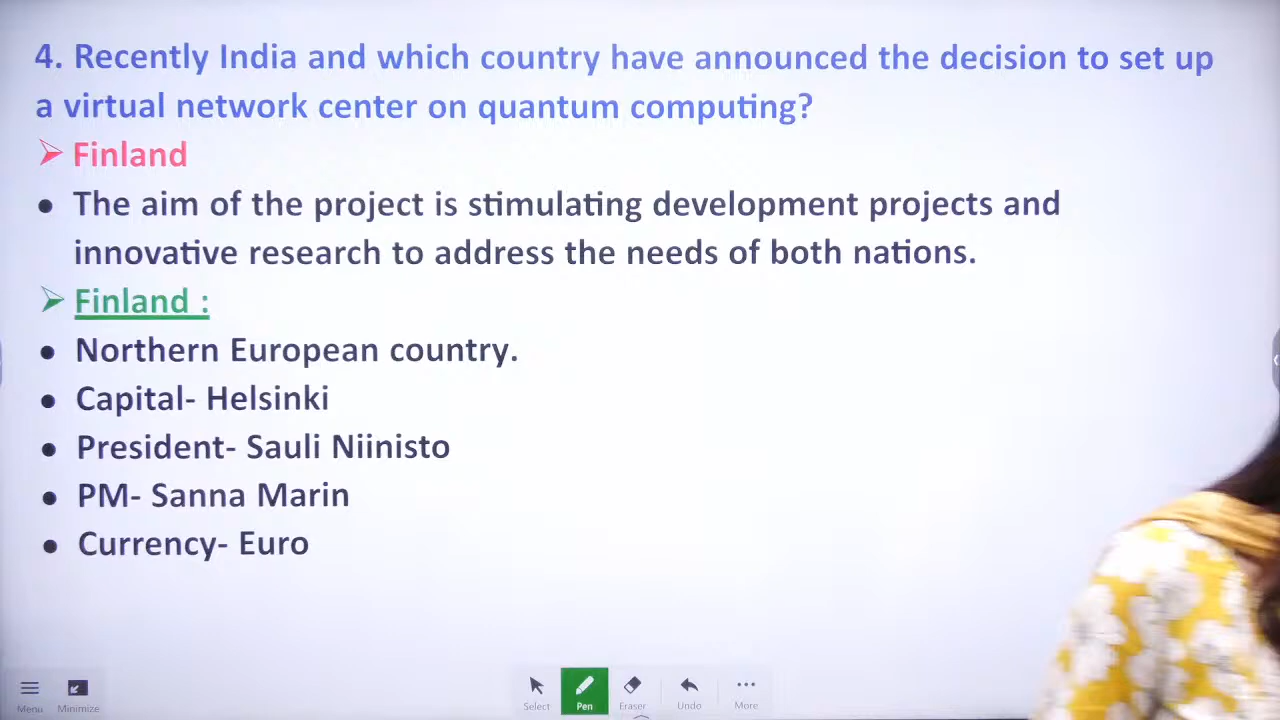 4. Recently India and which country have announced the decision to set up
a virtual network center on quantum computing?
➢ Finland
• The aim of the project is stimulating development projects and
innovative research to address the needs of both nations.
➢ Finland :
• Northern European country.
• Capital- Helsinki
• President- Sauli Niinisto
• PM- Sanna Marin
• Currency- Euro
Menu Minimize Select Pen Eraser Undo More